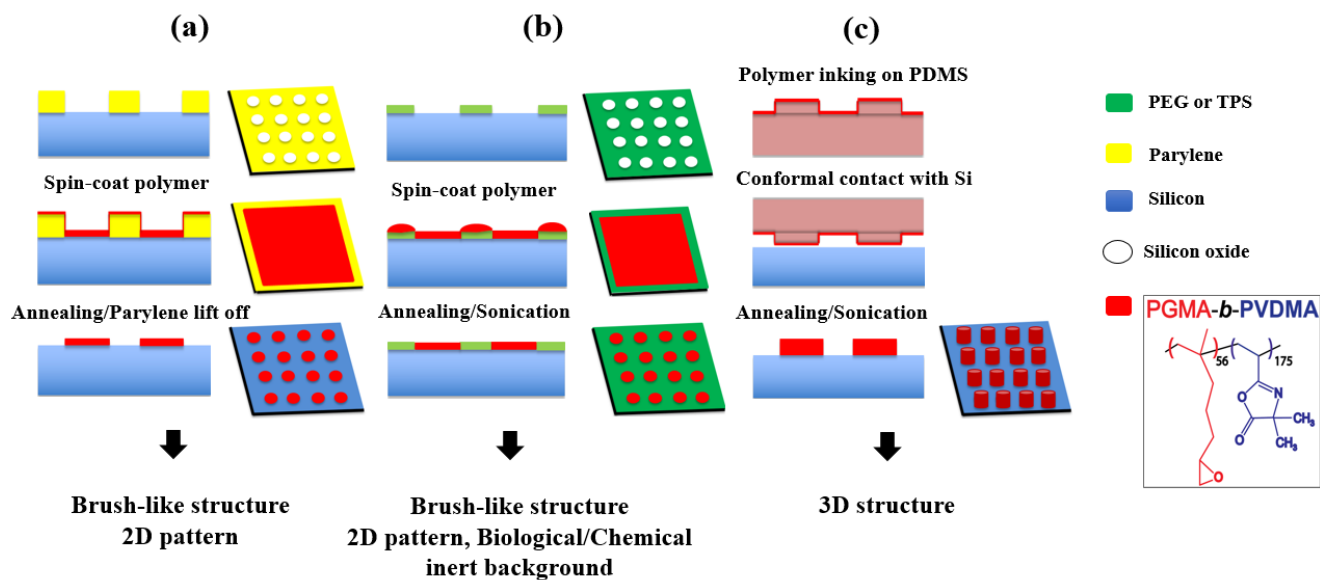 (a)
Spin-coat polymer
Annealing/Parylene lift off
Brush-like structure
2D pattern
(b)
Spin-coat polymer
Annealing/Sonication
Brush-like structure
2D pattern, Biological/Chemical
inert background
(c)
Polymer inking on PDMS
Conformal contact with Si
Annealing/Sonication
3D structure
PEG or TPS
Parylene
Silicon
Silicon oxide
PGMA-b-PVDMA
56
175
O
N
O
CH3
CH3
O